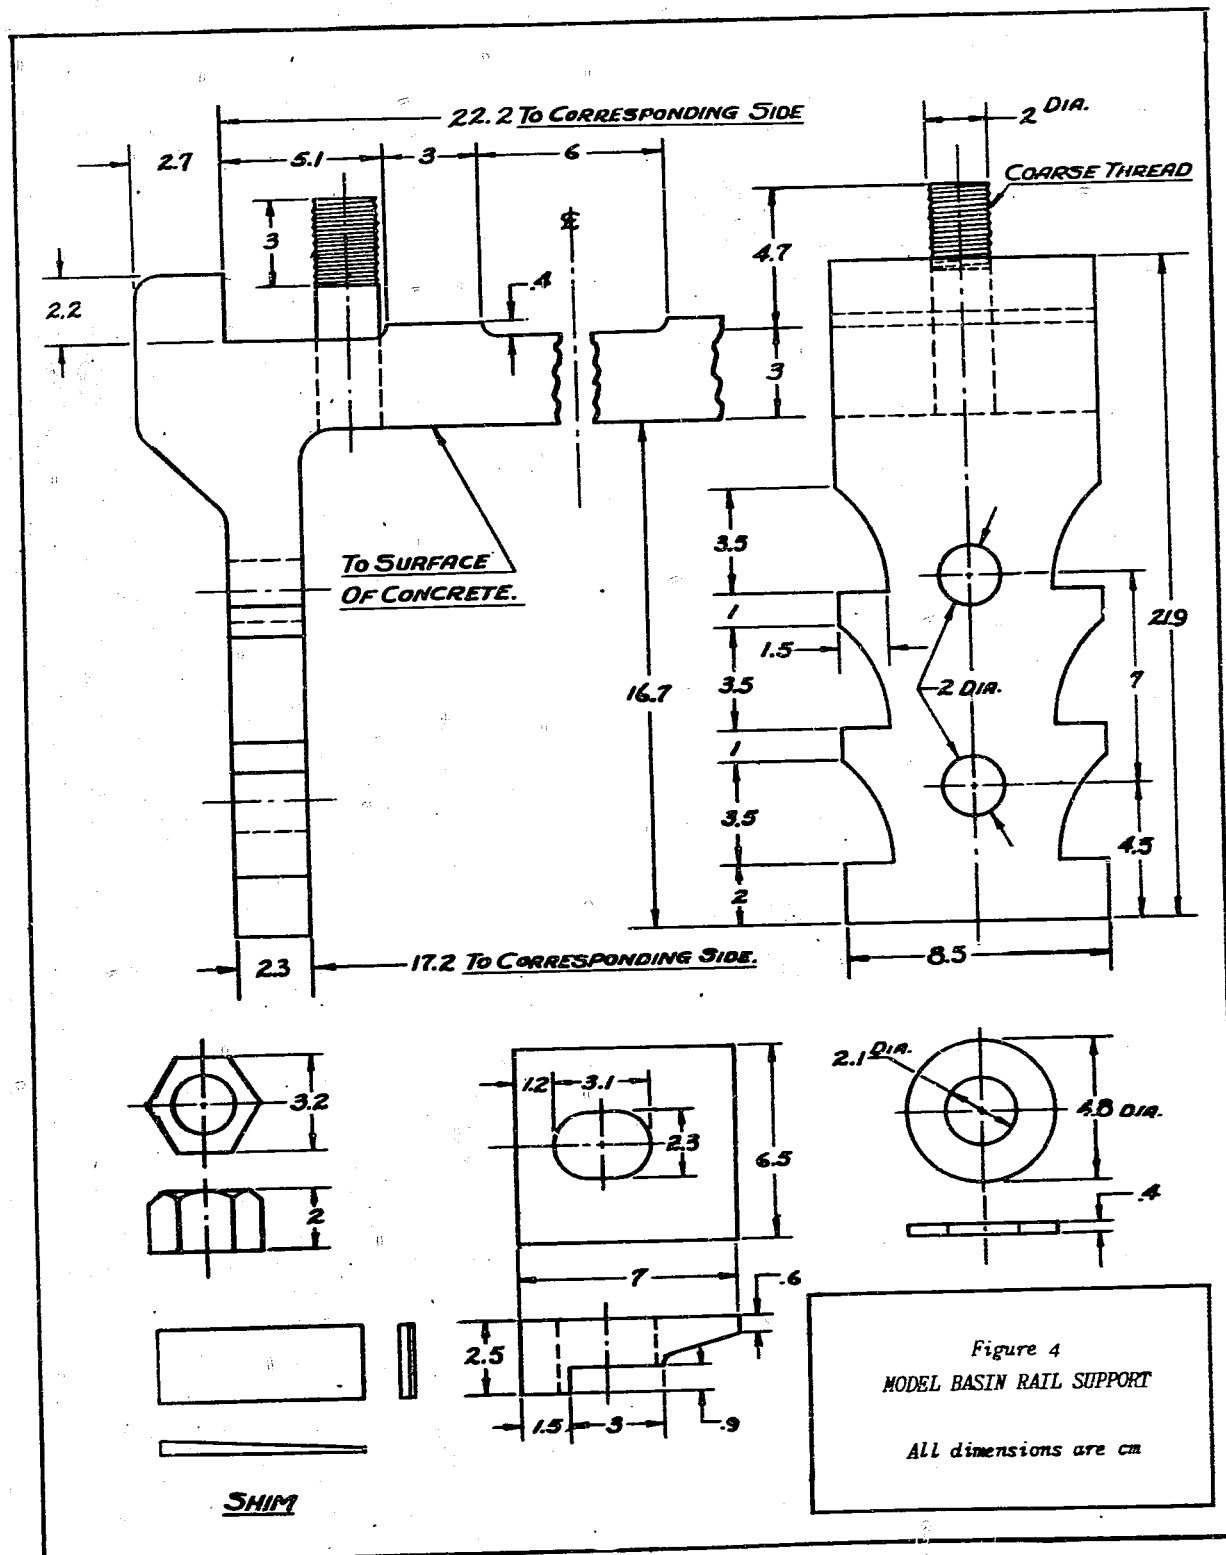 22.2 TO CORRESPONDING SIDE
2 DIA.
2.7
5.1
3
6
COARSE THREAD
3
℄
4.7
.4
2.2
3
3.5
TO SURFACE
OF CONCRETE.
1
1.5
21.9
3.5
7
16.7
2 DIA.
1
3.5
4.5
2
2.3
17.2 TO CORRESPONDING SIDE.
8.5
3.2
2
1.2
3.1
2.3
6.5
2.1 DIA.
4.8 DIA.
.4
7
.6
2.5
1.5
3
.9
SHIM
Figure 4
MODEL BASIN RAIL SUPPORT
All dimensions are cm